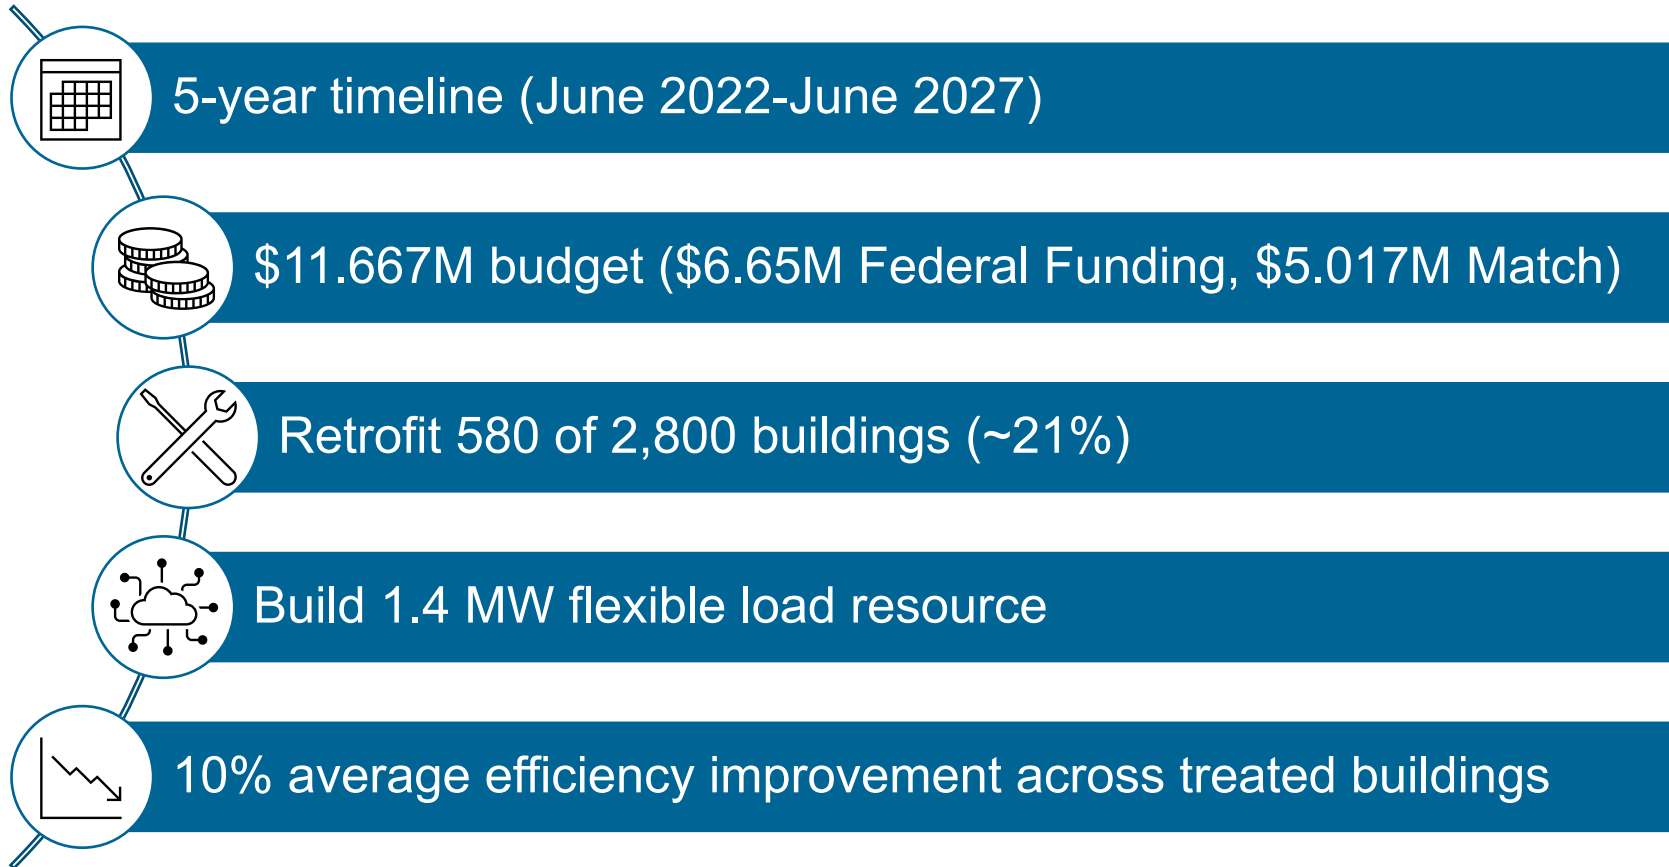 5-year timeline (June 2022-June 2027)
$11.667M budget ($6.65M Federal Funding, $5.017M Match)
Retrofit 580 of 2,800 buildings (~21%)
Build 1.4 MW flexible load resource
10% average efficiency improvement across treated buildings